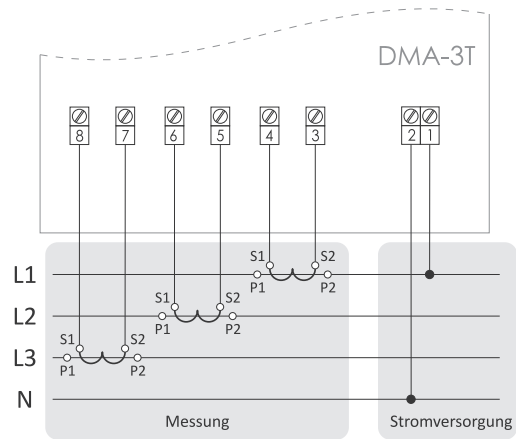 DMA-3T
8 7 6 5 4 3 2 1
S1 S2
L1
P1 P2
S1 S2
L2
P1 P2
S1 S2
L3
P1 P2
N
Messung Stromversorgung